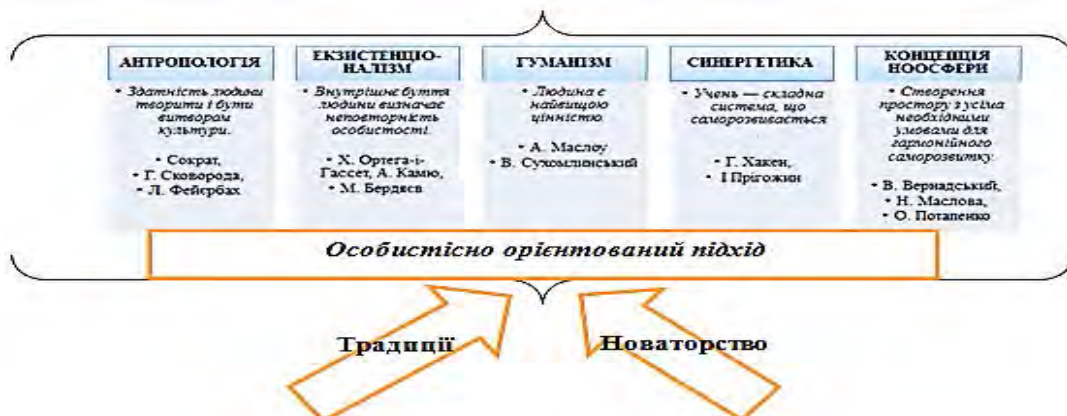 АНТРОПОЛОГІЯ
• Здатність людини
творити і бути
витвором
культури.
• Сократ,
• Г. Сковорода,
• Л. Фейєрбах
ЕКЗИСТЕНЦІО-
НАЛІЗМ
• Внутрішнє буття
людини визначає
неповторність
особистості.
• Х. Ортега-і-
Гассет, А. Камю,
• М. Бердяєв
ГУМАНІЗМ
• Людина є
найвищою
цінністю.
• А. Маслоу
• В. Сухомлинський
СИНЕРГЕТИКА
• Учень — складна
система, що
саморозвивається
• Г. Хакен,
• І Прігожин
КОНЦЕПЦІЯ
НООСФЕРИ
• Створення
простору з усіма
необхідними
умовами для
гармонійного
саморозвитку.
• В. Вернадський,
• Н. Маслова,
• О. Потапенко
Особистісно орієнтований підхід
Традиції
Новаторство